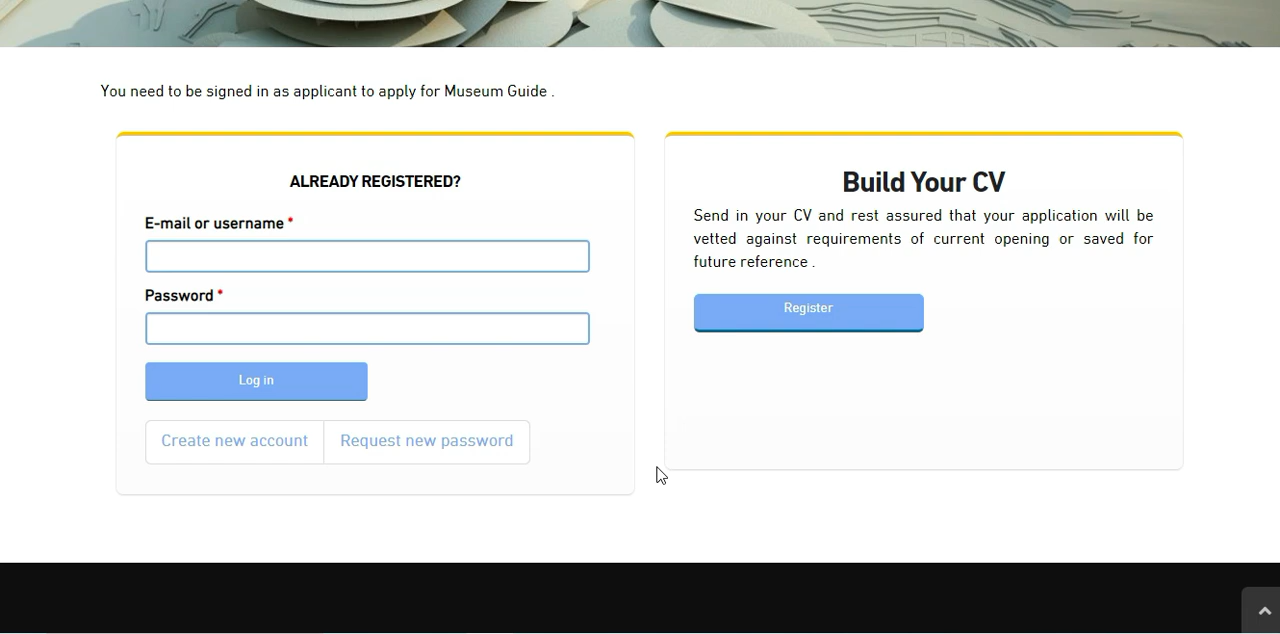 You need to be signed in as applicant to apply for Museum Guide .
ALREADY REGISTERED?
E-mail or username *
Password *
Log in
Create new account
Request new password
Build Your CV
Send in your CV and rest assured that your application will be
vetted against requirements of current opening or saved for
future reference .
Register